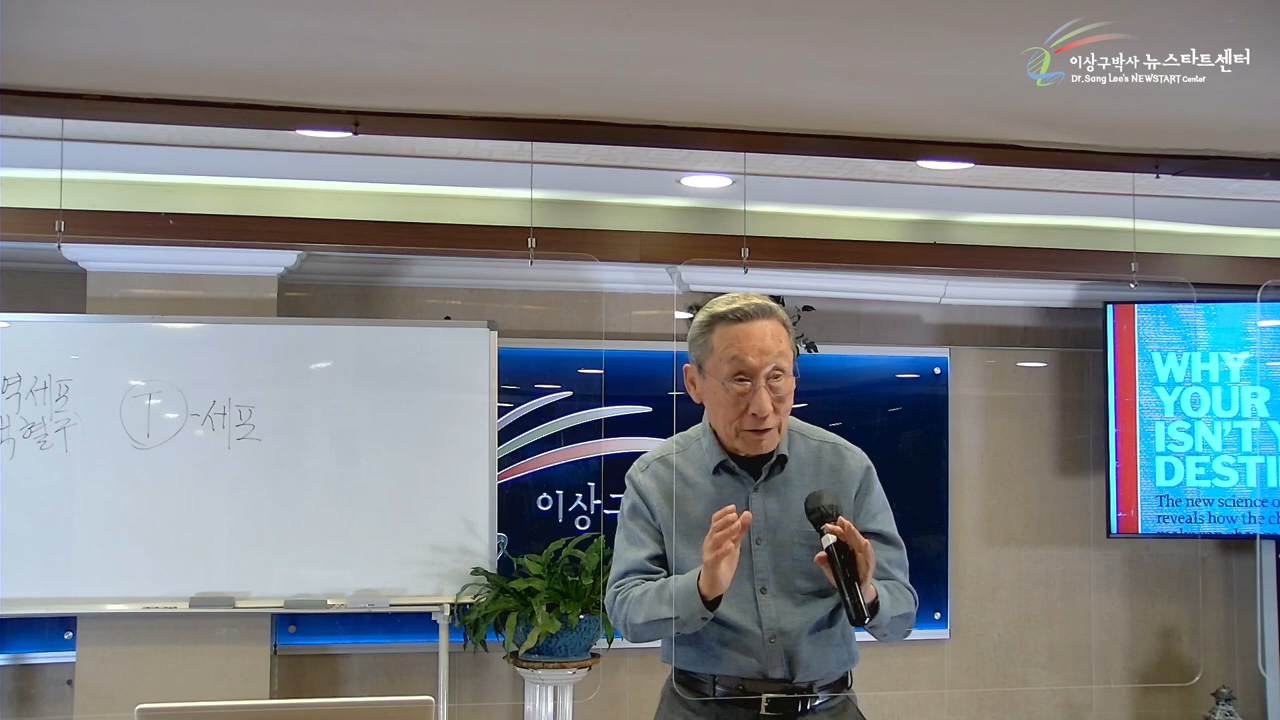 이상구박사 뉴스타트센터
Dr.Sang Lee's NEWSTART Center
역세포
혈구
T-세포
이상구
WHY
YOUR
ISN'T Y
DESTI
The new science o
reveals how the c